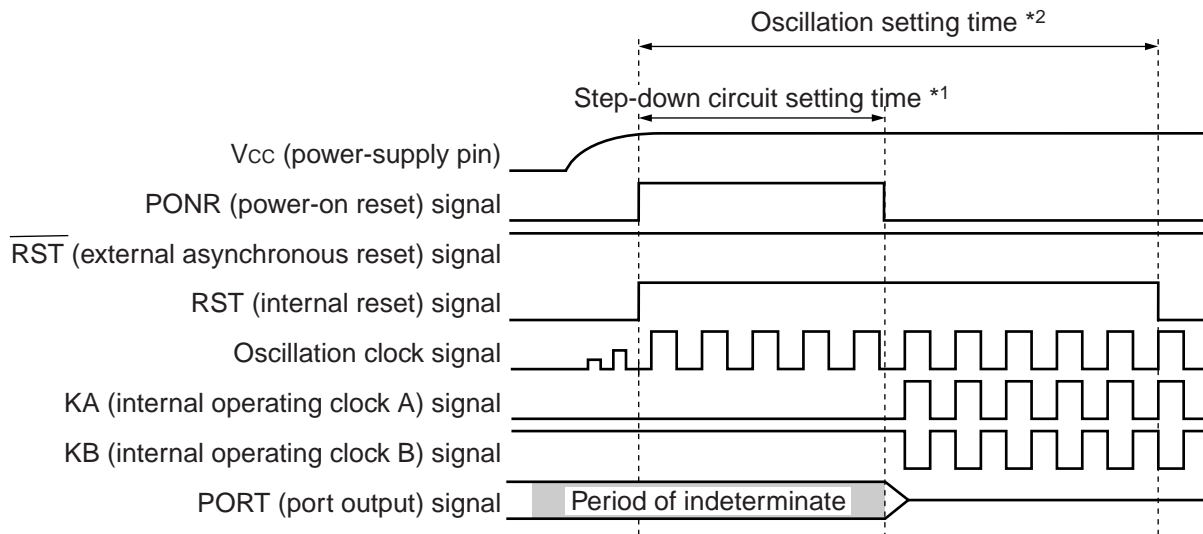 Oscillation setting time *2
Step-down circuit setting time *1
Vcc (power-supply pin)
PONR (power-on reset) signal
RST (external asynchronous reset) signal
RST (internal reset) signal
Oscillation clock signal
KA (internal operating clock A) signal
KB (internal operating clock B) signal
PORT (port output) signal
Period of indeterminate